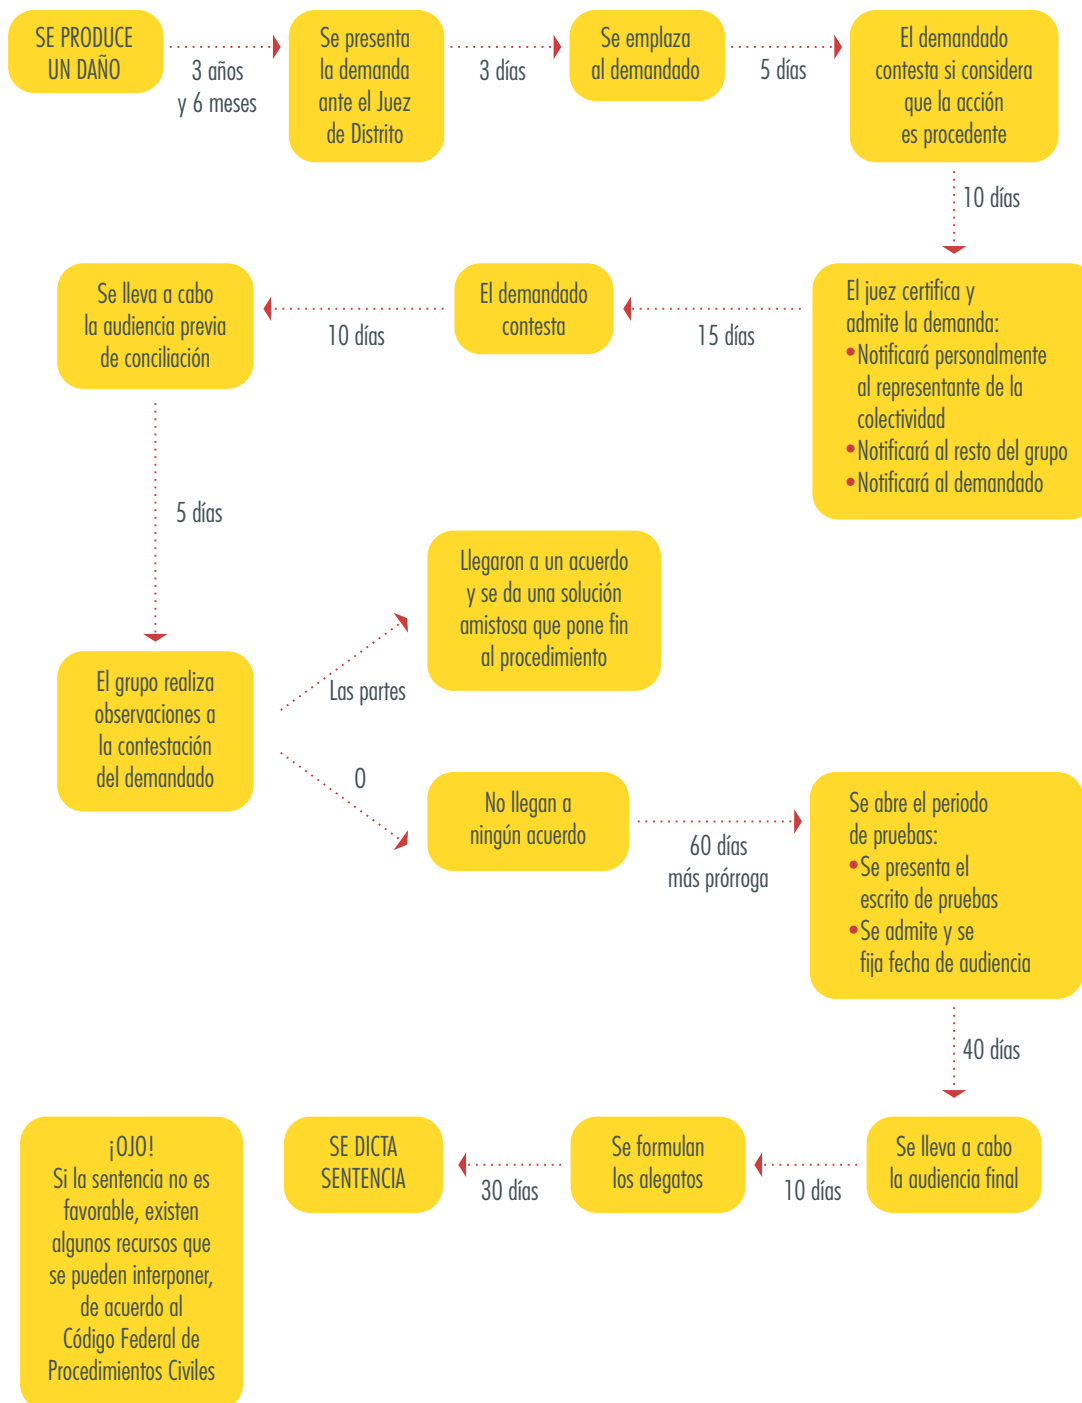 SE PRODUCE
UN DAÑO
3 años
y 6 meses
Se presenta
la demanda
ante el Juez
de Distrito
3 días
Se emplaza
al demandado
5 días
El demandado
contesta si considera
que la acción
es procedente
10 días
El juez certifica y
admite la demanda:
•Notificará personalmente
al representante de la
colectividad
•Notificará al resto del grupo
•Notificará al demandado
15 días
El demandado
contesta
10 días
Se lleva a cabo
la audiencia previa
de conciliación
5 días
El grupo realiza
observaciones a
la contestación
del demandado
Las partes
Llegaron a un acuerdo
y se da una solución
amistosa que pone fin
al procedimiento
O
No llegan a
ningún acuerdo
60 días
más prórroga
Se abre el periodo
de pruebas:
•Se presenta el
escrito de pruebas
•Se admite y se
fija fecha de audiencia
40 días
Se lleva a cabo
la audiencia final
10 días
Se formulan
los alegatos
30 días
SE DICTA
SENTENCIA
¡OJO!
Si la sentencia no es
favorable, existen
algunos recursos que
se pueden interponer,
de acuerdo al
Código Federal de
Procedimientos Civiles